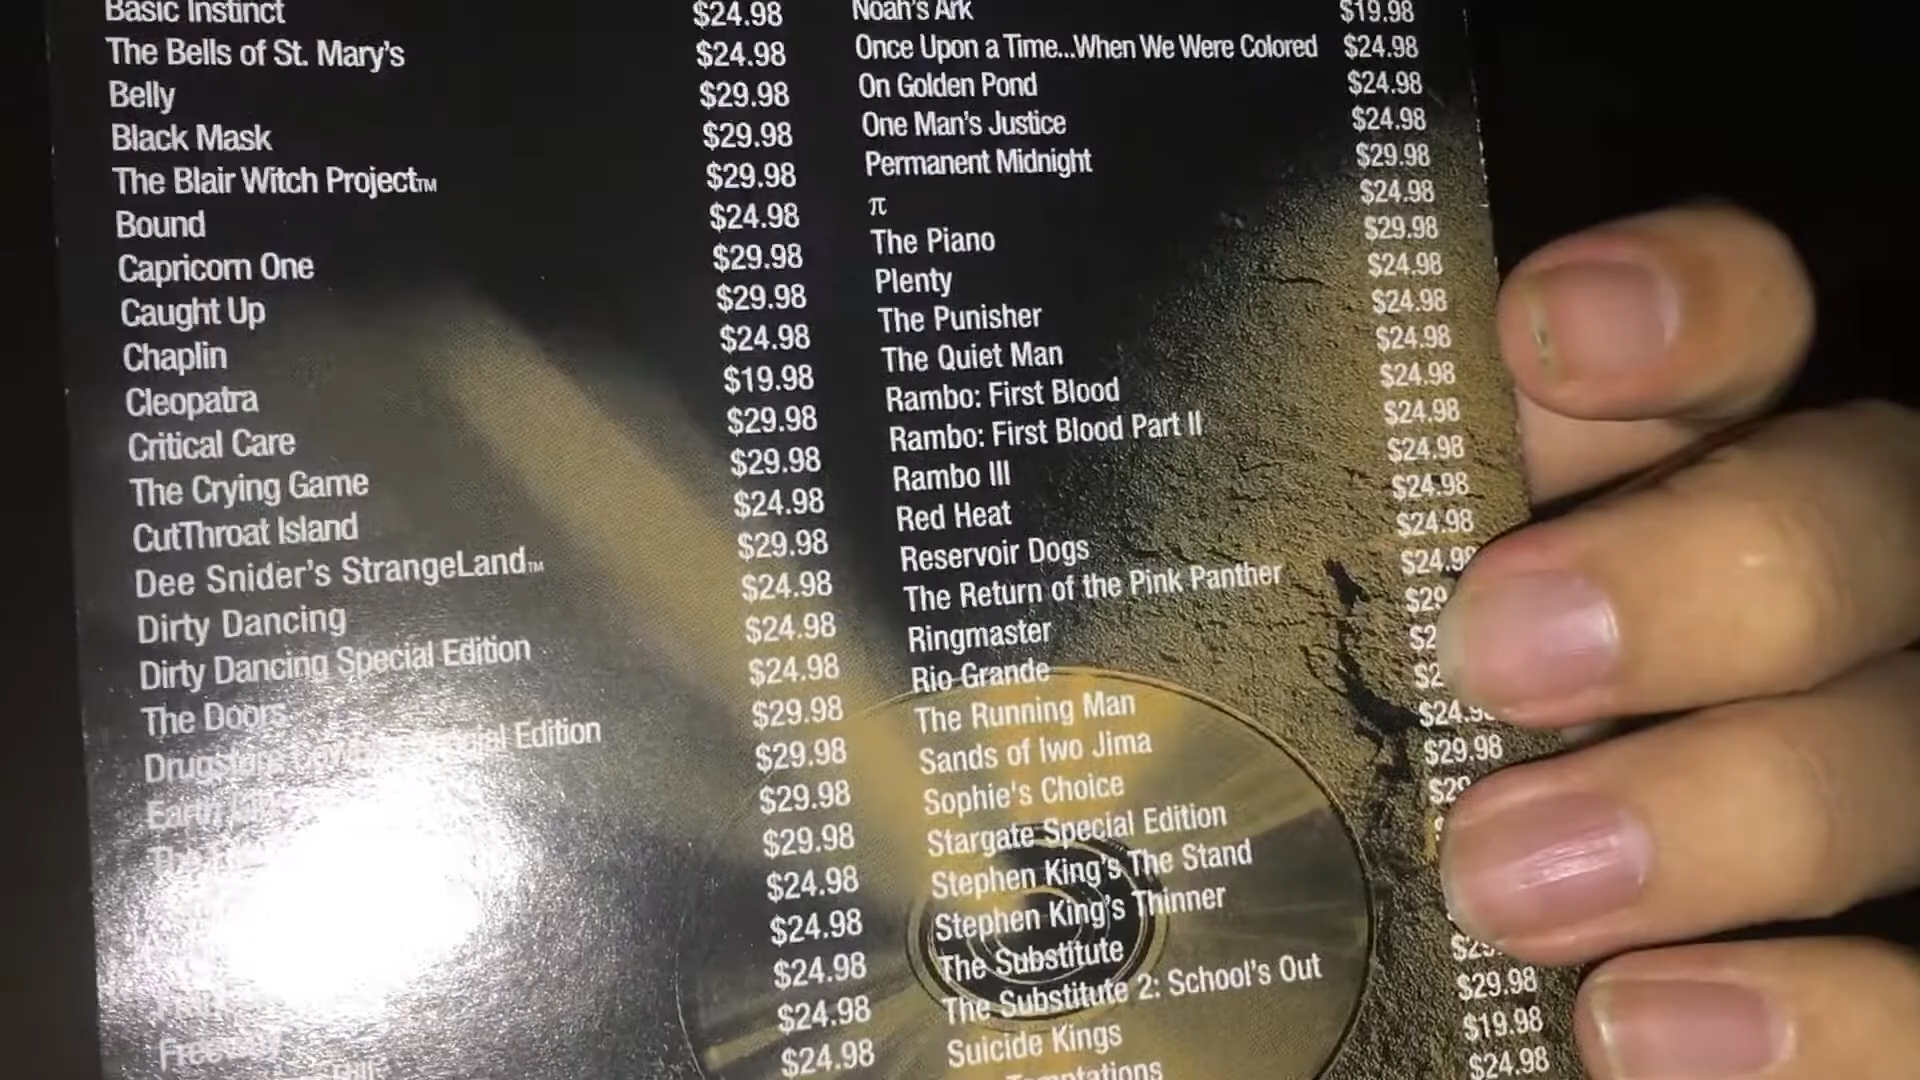 Basic Instinct $24.98
The Bells of St. Mary's $24.98
Belly $29.98
Black Mask $29.98
The Blair Witch Project™ $29.98
Bound $24.98
Capricorn One $29.98
Caught Up $29.98
Chaplin $24.98
Cleopatra $19.98
Critical Care $29.98
The Crying Game $29.98
CutThroat Island $24.98
Dee Snider's StrangeLand™ $29.98
Dirty Dancing $24.98
Dirty Dancing Special Edition $24.98
The Doors $24.98
Edition $29.98
$29.98
$29.98
$29.98
$24.98
$24.98
$24.98
$24.98
$24.98
Noah's Ark $19.98
Once Upon a Time...When We Were Colored $24.98
On Golden Pond $24.98
One Man's Justice $24.98
Permanent Midnight $29.98
π $24.98
The Piano $29.98
Plenty $24.98
The Punisher $24.98
The Quiet Man $24.98
Rambo: First Blood $24.98
Rambo: First Blood Part II $24.98
Rambo III $24.98
Red Heat $24.98
Reservoir Dogs $24.98
The Return of the Pink Panther $24.98
Ringmaster
Rio Grande
The Running Man
Sands of Iwo Jima
Sophie's Choice $29.98
Stargate Special Edition
Stephen King's The Stand
Stephen King's Thinner
The Substitute
The Substitute 2: School's Out $29.98
Suicide Kings $19.98
$24.98